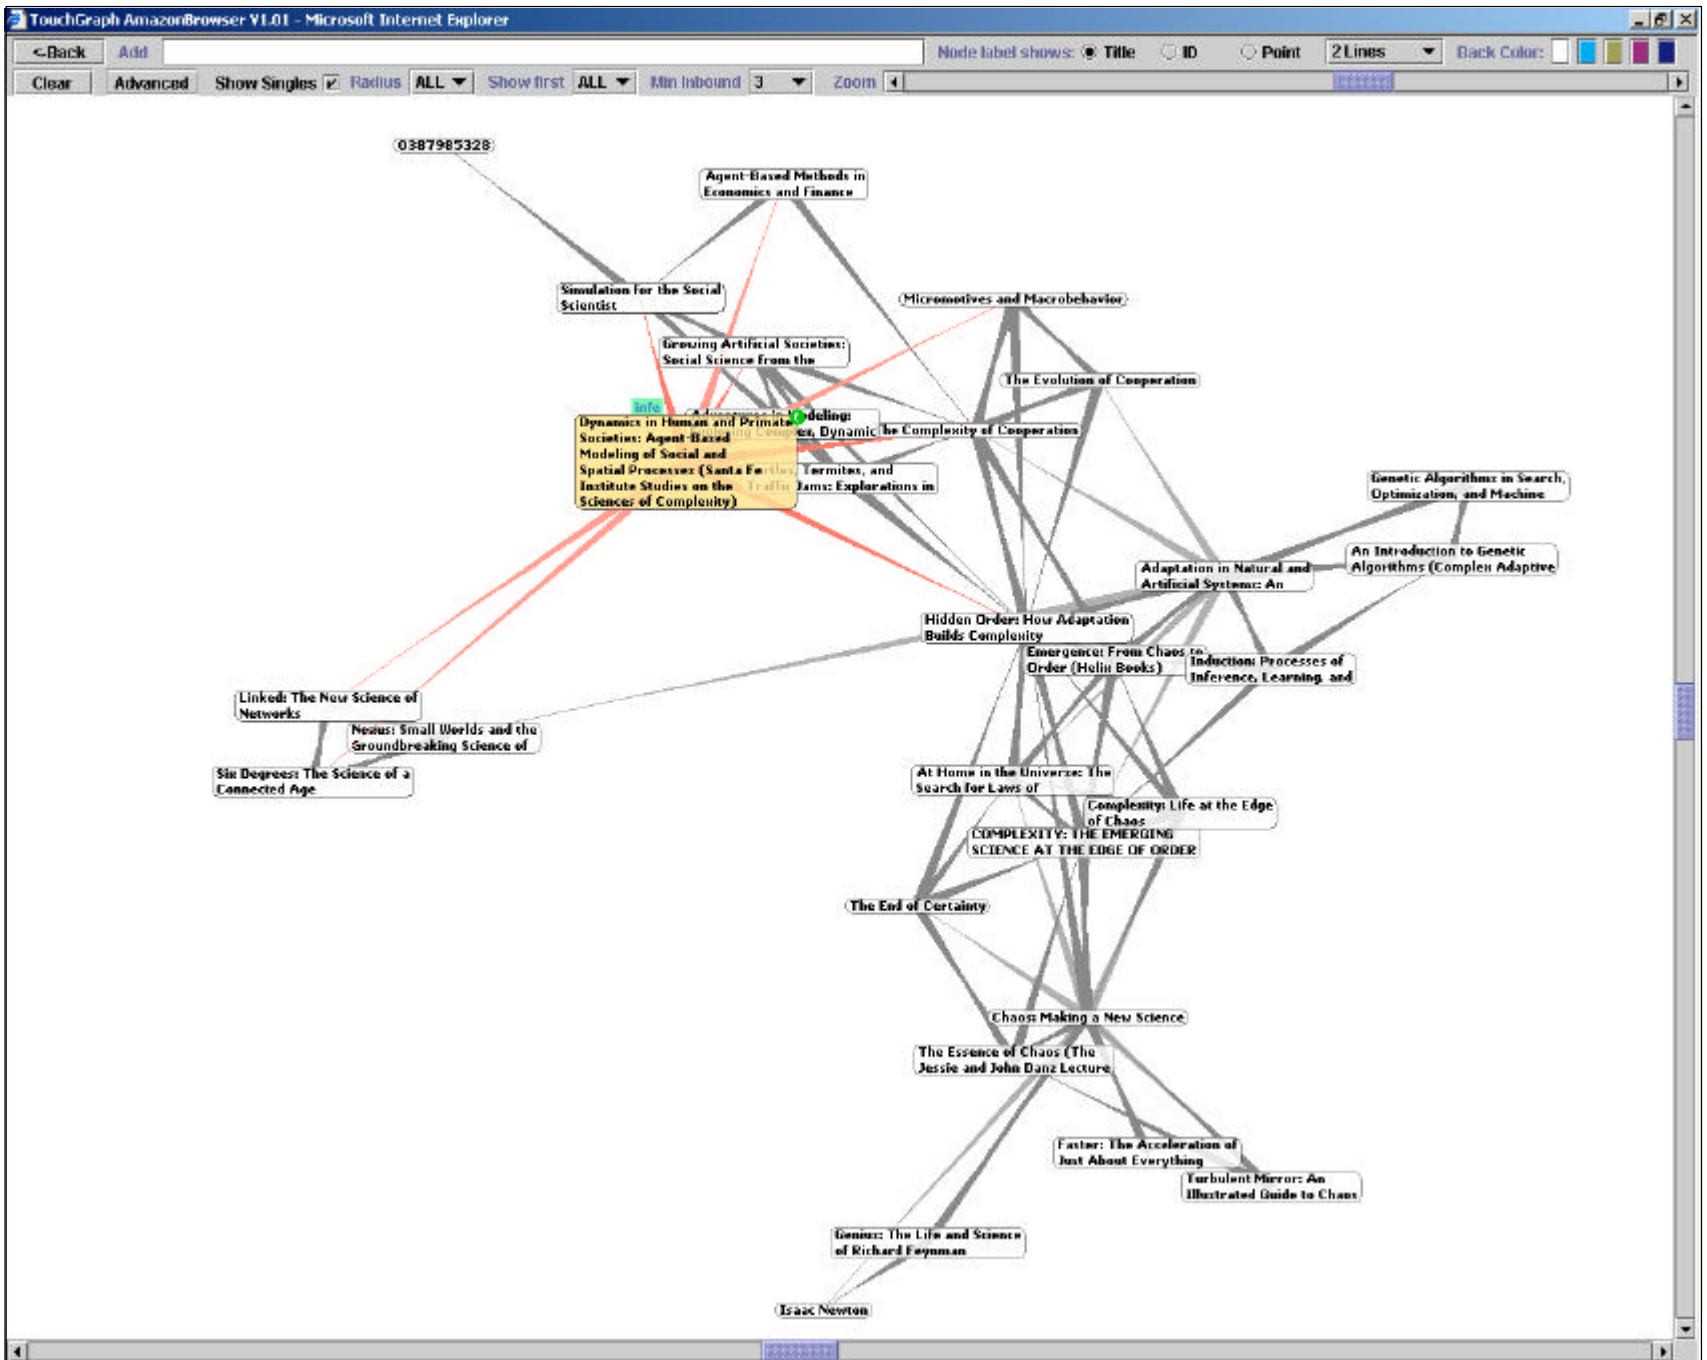 TouchGraph AmazonBrowser V1.01 - Microsoft Internet Explorer
<-Back Add Node label shows: Title ID Point 2 Lines Back Color:
Clear Advanced Show Singles Radius ALL Show first ALL Min Inbound 3 Zoom
0387985328
Agent-Based Methods in
Economics and Finance
Simulation for the Social
Scientist
Micromotives and Macrobehavior
Growing Artificial Societies:
Social Science from the
The Evolution of Cooperation
info
deling:
Dynamic
he Complexity of Cooperation
Dynamics in Human and Primate
Societies: Agent-Based
Modeling of Social and
Spatial Processes (Santa Fe
Institute Studies on the
Sciences of Complexity)
Termites, and
Jams: Explorations in
Genetic Algorithms in Search,
Optimization, and Machine
An Introduction to Genetic
Algorithms (Complex Adaptive
Adaptation in Natural and
Artificial Systems: An
Hidden Order: How Adaptation
Builds Complexity
Emergence: From Chaos to
Order (Helix Books)
Induction: Processes of
Inference, Learning, and
Linked: The New Science of
Networks
Nexus: Small Worlds and the
Groundbreaking Science of
Six Degrees: The Science of a
Connected Age
At Home in the Universe: The
Search for Laws of
Complexity: Life at the Edge
of Chaos
COMPLEXITY: THE EMERGING
SCIENCE AT THE EDGE OF ORDER
The End of Certainty
Chaos: Making a New Science
The Essence of Chaos (The
Jessie and John Danz Lecture
Faster: The Acceleration of
Just About Everything
Turbulent Mirror: An
Illustrated Guide to Chaos
Genius: The Life and Science
of Richard Feynman
Isaac Newton